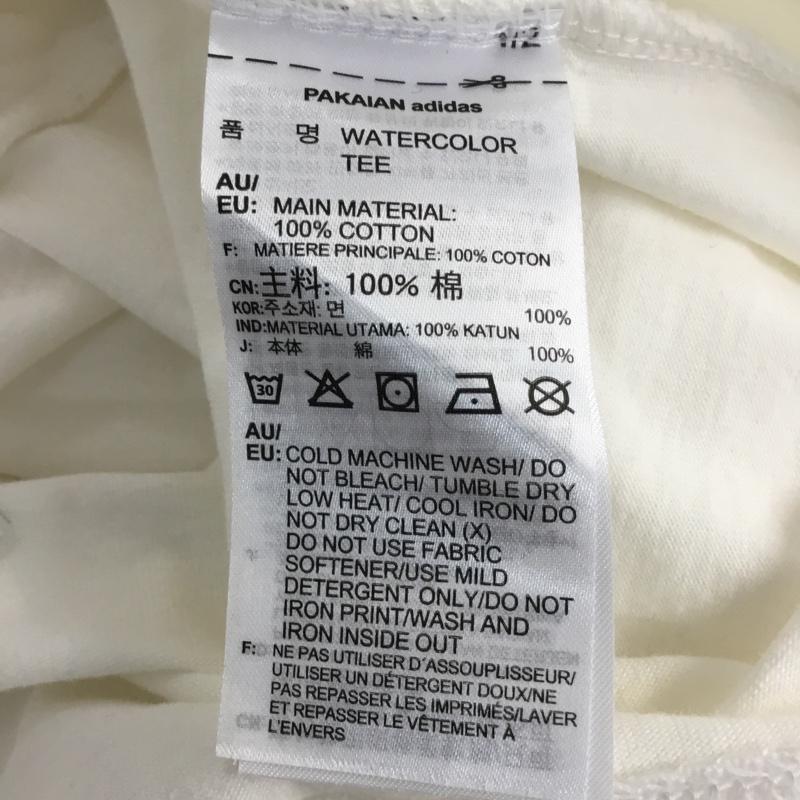 1/2
PAKAIAN adidas
품 명 WATERCOLOR
TEE
AU/
EU: MAIN MATERIAL:
100% COTTON
F: MATIERE PRINCIPALE: 100% COTON
CN:主料: 100% 棉
KOR:주소재: 면 100%
IND:MATERIAL UTAMA: 100% KATUN
J: 本体 綿 100%
30
AU/
EU: COLD MACHINE WASH/ DO
NOT BLEACH/ TUMBLE DRY
LOW HEAT/ COOL IRON/ DO
NOT DRY CLEAN (X)
DO NOT USE FABRIC
SOFTENER/USE MILD
DETERGENT ONLY/DO NOT
IRON PRINT/WASH AND
IRON INSIDE OUT
F: NE PAS UTILISER D'ASSOUPLISSEUR/
UTILISER UN DÉTERGENT DOUX/NE
PAS REPASSER LES IMPRIMÉS/LAVER
ET REPASSER LE VÊTEMENT À
L'ENVERS